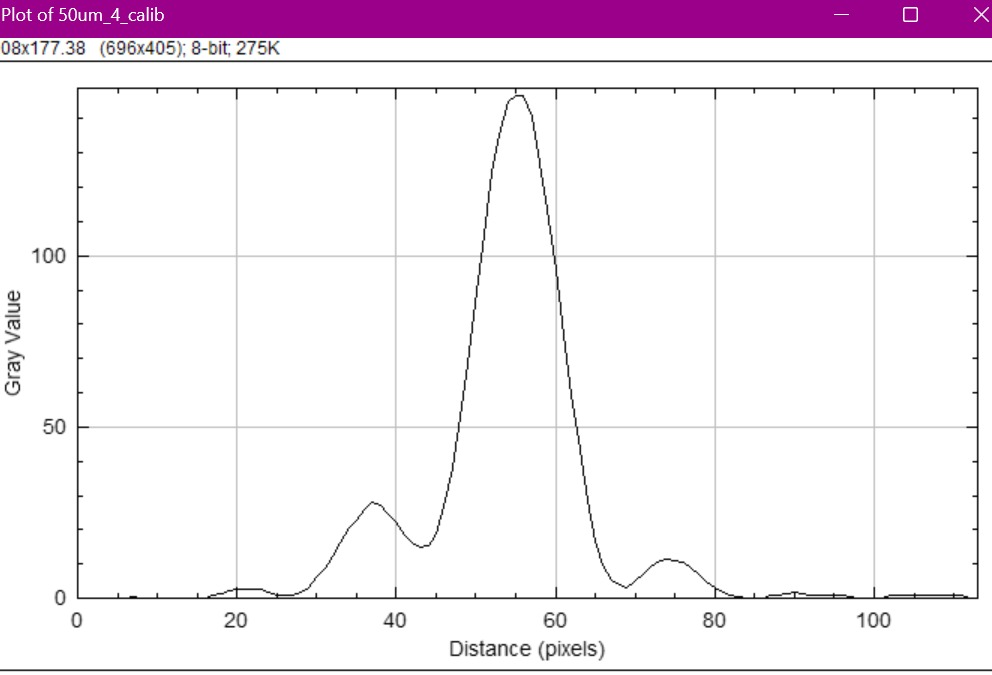 Plot of 50um_4_calib
08x177.38 (696x405); 8-bit; 275K
100
50
0
Gray Value
0 20 40 60 80 100
Distance (pixels)